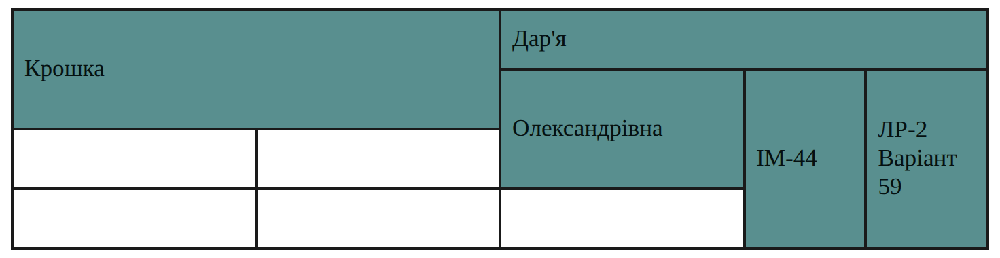 Крошка
Дар'я
Олександрівна
ІМ-44
ЛР-2
Варіант
59